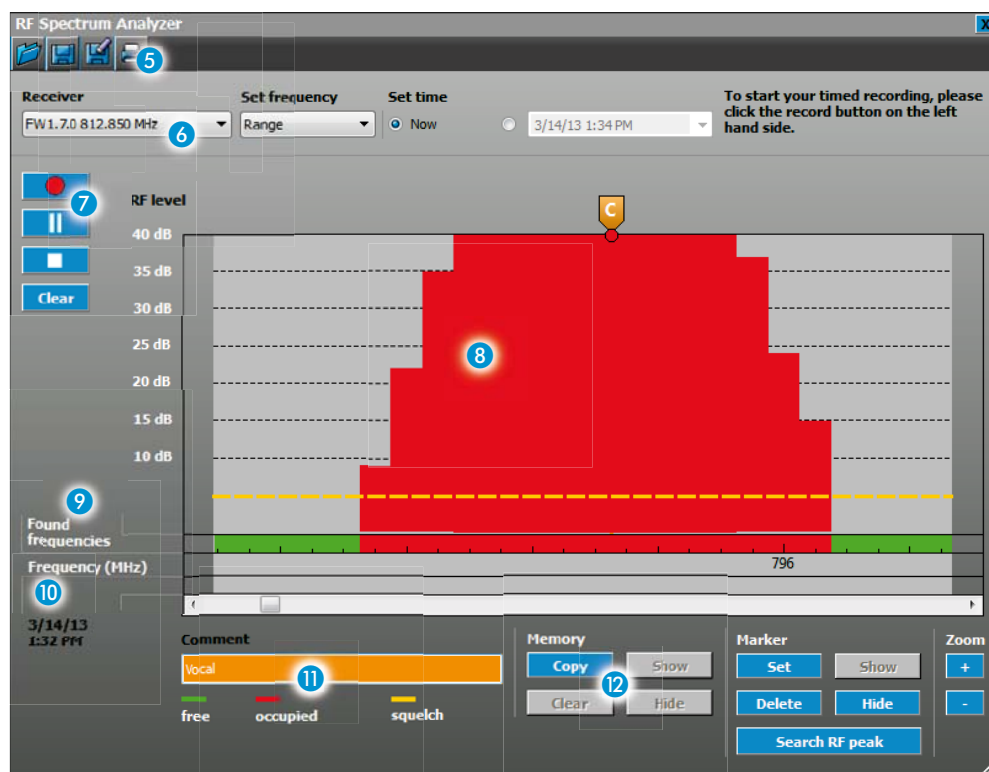 RF Spectrum Analyzer
X
5
Receiver
Set frequency
Set time
To start your timed recording, please
click the record button on the left
hand side.
FW1.7.0 812.850 MHz
6
Range
Now
3/14/13 1:34 PM
7
RF level
C
40 dB
35 dB
Clear
30 dB
25 dB
8
20 dB
15 dB
10 dB
9
Found
frequencies
Frequency (MHz)
796
10
3/14/13
1:32 PM
Comment
Memory
Marker
Zoom
Vocal
11
Copy
Show
12
Set
Show
+
Clear
Hide
Delete
Hide
-
free
occupied
squelch
Search RF peak